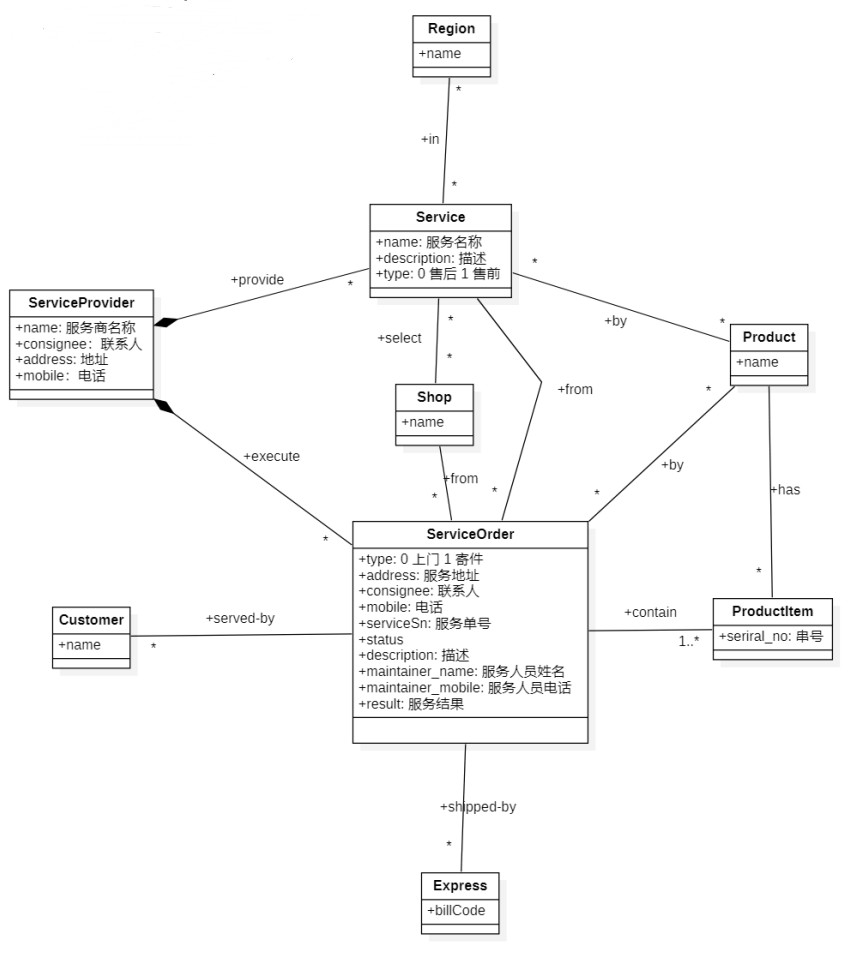 Region
+name
*
+in
*
Service
+name: 服务名称
+description: 描述
+type: 0 售后 1 售前
*
+provide
*
ServiceProvider
+name: 服务商名称
+consignee：联系人
+address: 地址
+mobile：电话
+by
*
Product
+name
*
+select
*
Shop
+name
+from
*
+from
*
+execute
*
*
+by
*
+has
*
ServiceOrder
+type: 0 上门 1 寄件
+address: 服务地址
+consignee: 联系人
+mobile: 电话
+serviceSn: 服务单号
+status
+description: 描述
+maintainer_name: 服务人员姓名
+maintainer_mobile: 服务人员电话
+result: 服务结果
Customer
+name
+served-by
*
+contain
1..*
ProductItem
+seriral_no: 串号
+shipped-by
*
Express
+billCode